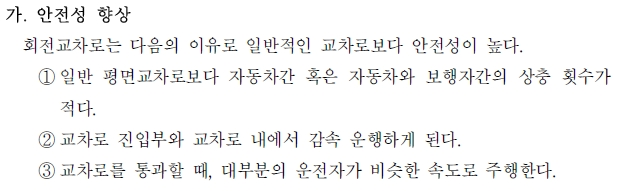 가. 안전성 향상
회전교차로는 다음의 이유로 일반적인 교차로보다 안전성이 높다.
① 일반 평면교차로보다 자동차간 혹은 자동차와 보행자간의 상충 횟수가
적다.
② 교차로 진입부와 교차로 내에서 감속 운행하게 된다.
③ 교차로를 통과할 때, 대부분의 운전자가 비슷한 속도로 주행한다.